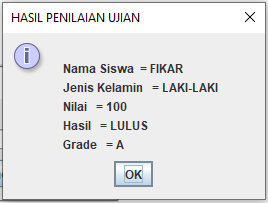 HASIL PENILAIAN UJIAN
Nama Siswa = FIKAR
Jenis Kelamin = LAKI-LAKI
Nilai = 100
Hasil = LULUS
Grade = A
OK